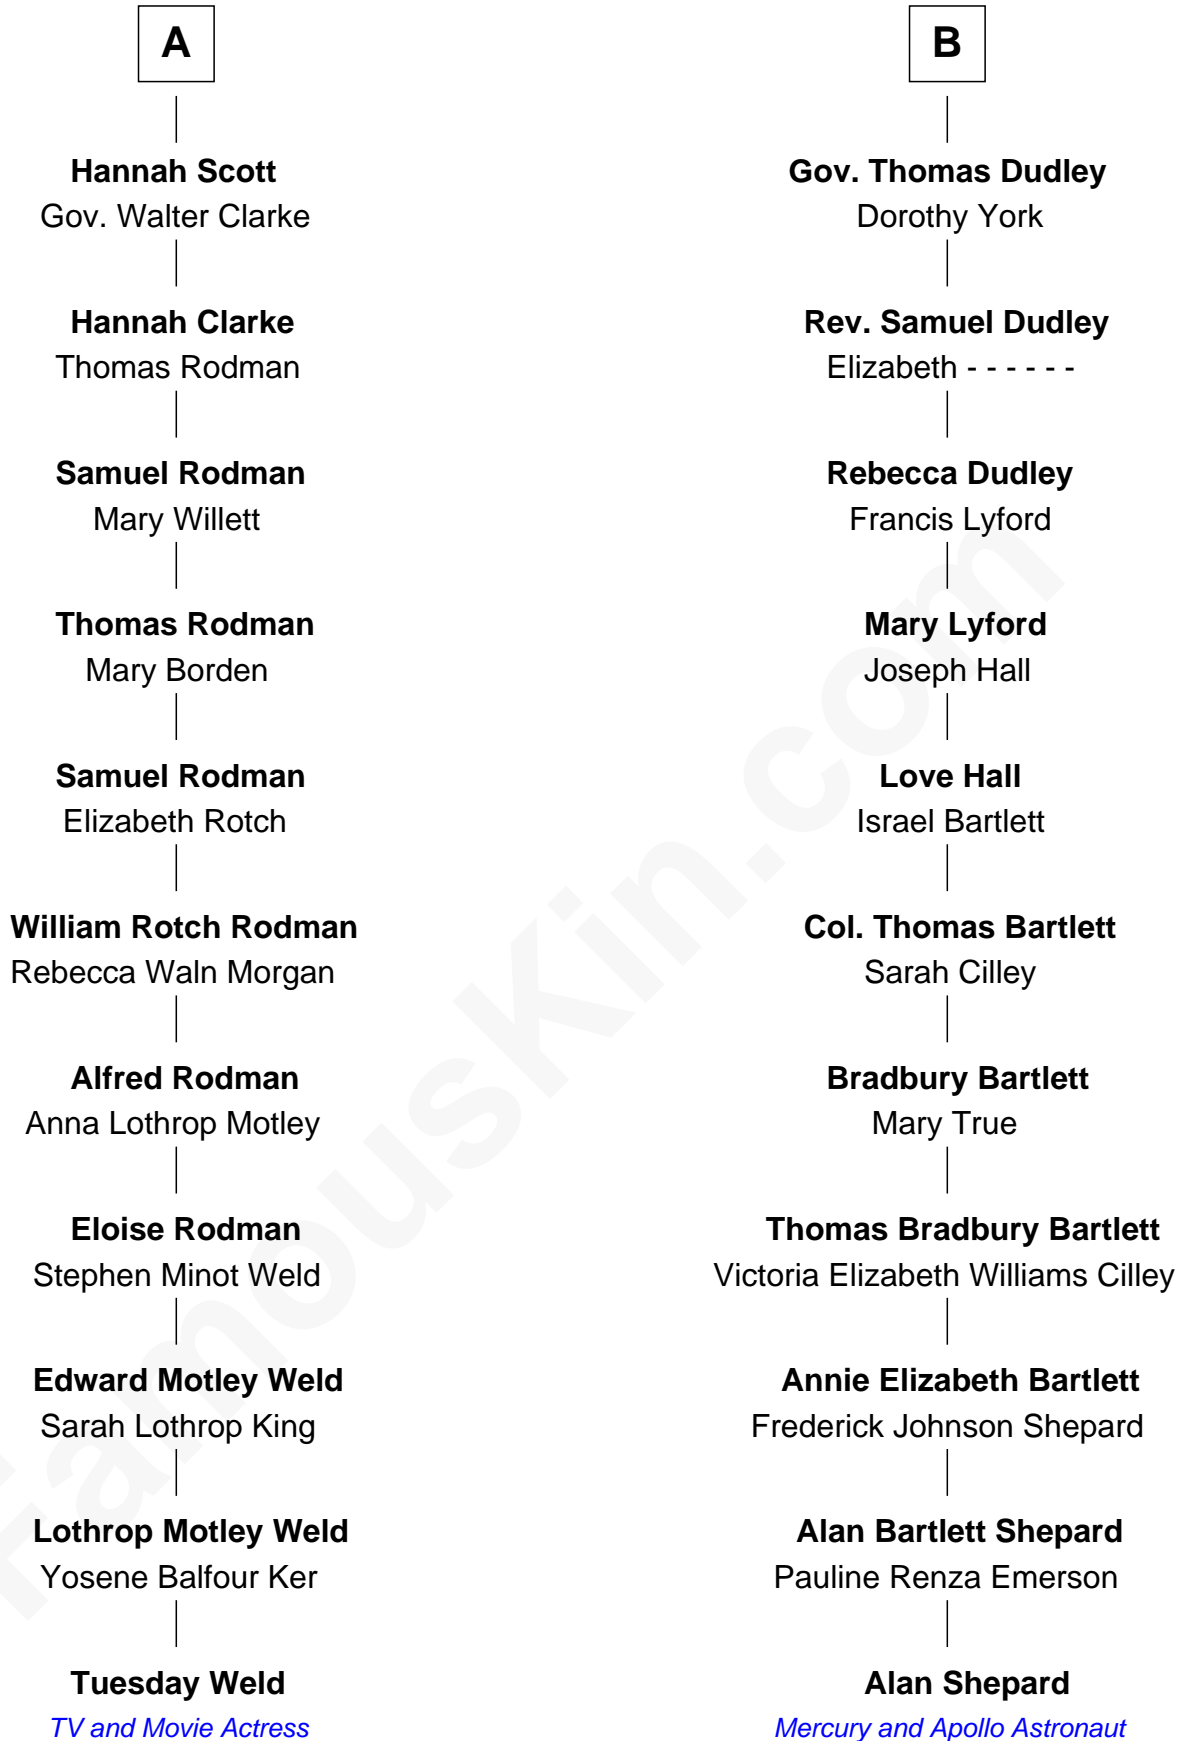 A
Hannah Scott
Gov. Walter Clarke
Hannah Clarke
Thomas Rodman
Samuel Rodman
Mary Willett
Thomas Rodman
Mary Borden
Samuel Rodman
Elizabeth Rotch
William Rotch Rodman
Rebecca Waln Morgan
Alfred Rodman
Anna Lothrop Motley
Eloise Rodman
Stephen Minot Weld
Edward Motley Weld
Sarah Lothrop King
Lothrop Motley Weld
Yosene Balfour Ker
Tuesday Weld
TV and Movie Actress
B
Gov. Thomas Dudley
Dorothy York
Rev. Samuel Dudley
Elizabeth - - - - - -
Rebecca Dudley
Francis Lyford
Mary Lyford
Joseph Hall
Love Hall
Israel Bartlett
Col. Thomas Bartlett
Sarah Cilley
Bradbury Bartlett
Mary True
Thomas Bradbury Bartlett
Victoria Elizabeth Williams Cilley
Annie Elizabeth Bartlett
Frederick Johnson Shepard
Alan Bartlett Shepard
Pauline Renza Emerson
Alan Shepard
Mercury and Apollo Astronaut
FamousKin.com